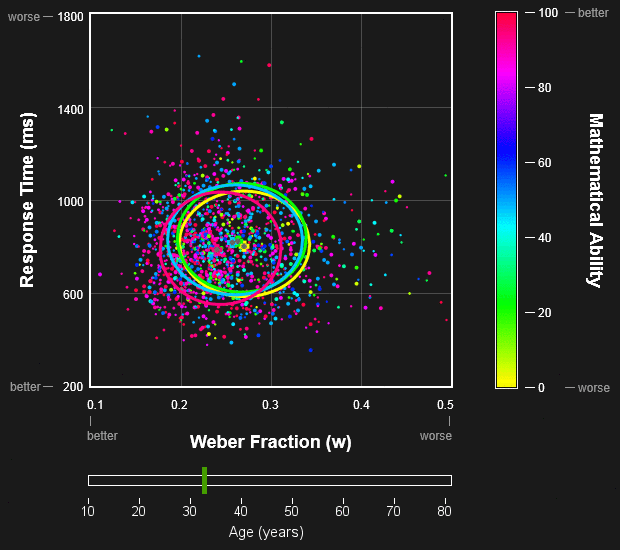 worse
1800
1400
1000
600
better
200
Response Time (ms)
0.1 0.2 0.3 0.4 0.5
better
worse
Weber Fraction (w)
10 20 30 40 50 60 70 80
Age (years)
100
better
80
60
40
20
0
worse
Mathematical Ability